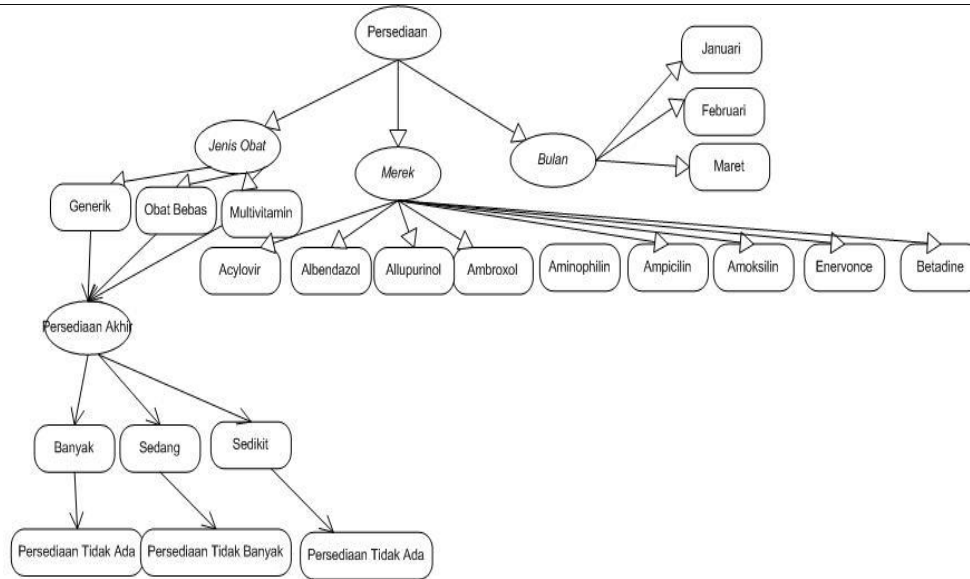 Persediaan
Januari
Februari
Maret
Jenis Obat
Merek
Bulan
Generik
Obat Bebas
Multivitamin
Acylovir
Albendazol
Allupurinol
Ambroxol
Aminophilin
Ampicilin
Amoksilin
Enervonce
Betadine
Persediaan Akhir
Banyak
Sedang
Sedikit
Persediaan Tidak Ada
Persediaan Tidak Banyak
Persediaan Tidak Ada